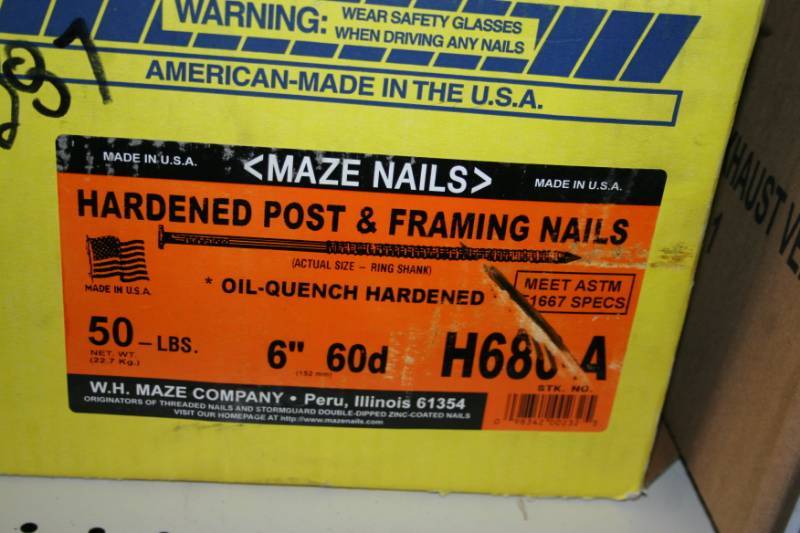 WARNING: WEAR SAFETY GLASSES
WHEN DRIVING ANY NAILS
AMERICAN-MADE IN THE U.S.A.
MADE IN U.S.A.
<MAZE NAILS>
MADE IN U.S.A.
HARDENED POST & FRAMING NAILS
(ACTUAL SIZE – RING SHANK)
MADE IN U.S.A.
* OIL-QUENCH HARDENED
MEET ASTM
1667 SPECS
50 – LBS.
NET. WT.
(22.7 Kg.)
6" 60d
(152 mm)
STK. NO.
W.H. MAZE COMPANY • Peru, Illinois 61354
ORIGINATORS OF THREADED NAILS AND STORMGUARD DOUBLE-DIPPED ZINC-COATED NAILS
VISIT OUR HOMEPAGE AT http://www.mazenails.com